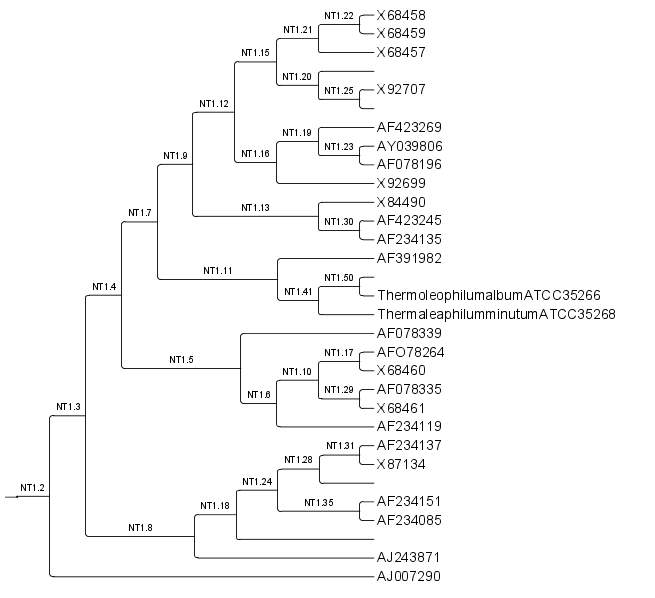 NT1.22
X68458
X68459
NT1.21
X68457
NT1.15
NT1.20
NT1.25
X92707
NT1.12
AF423269
NT1.19
AY039806
NT1.23
AF078196
NT1.9
NT1.16
X92699
X84490
NT1.13
NT1.30
AF423245
AF234135
NT1.7
AF391982
NT1.11
NT1.50
NT1.41
ThermoleophilumalbumATCC35266
ThermaleaphilumminutumATCC35268
NT1.4
AF078339
NT1.17
AFO78264
NT1.5
NT1.10
X68460
NT1.29
AF078335
NT1.6
X68461
NT1.3
AF234119
NT1.31
AF234137
NT1.28
X87134
NT1.24
NT1.2
NT1.35
AF234151
NT1.18
AF234085
NT1.8
AJ243871
AJ007290